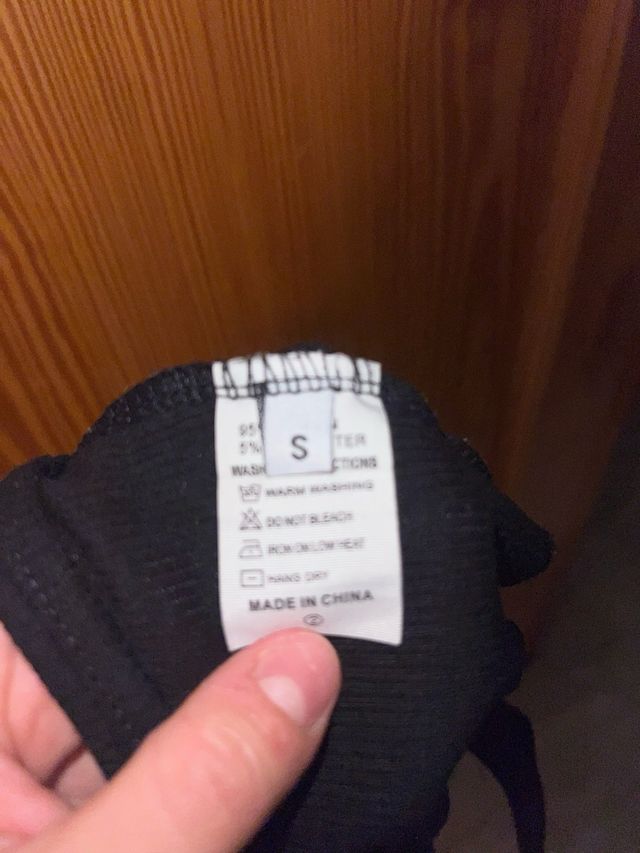 S
95
5% TER
WASH CTIONS
WARM WASHING
DO NOT BLEACH
IRON ON LOW HEAT
HANG DRY
MADE IN CHINA
2